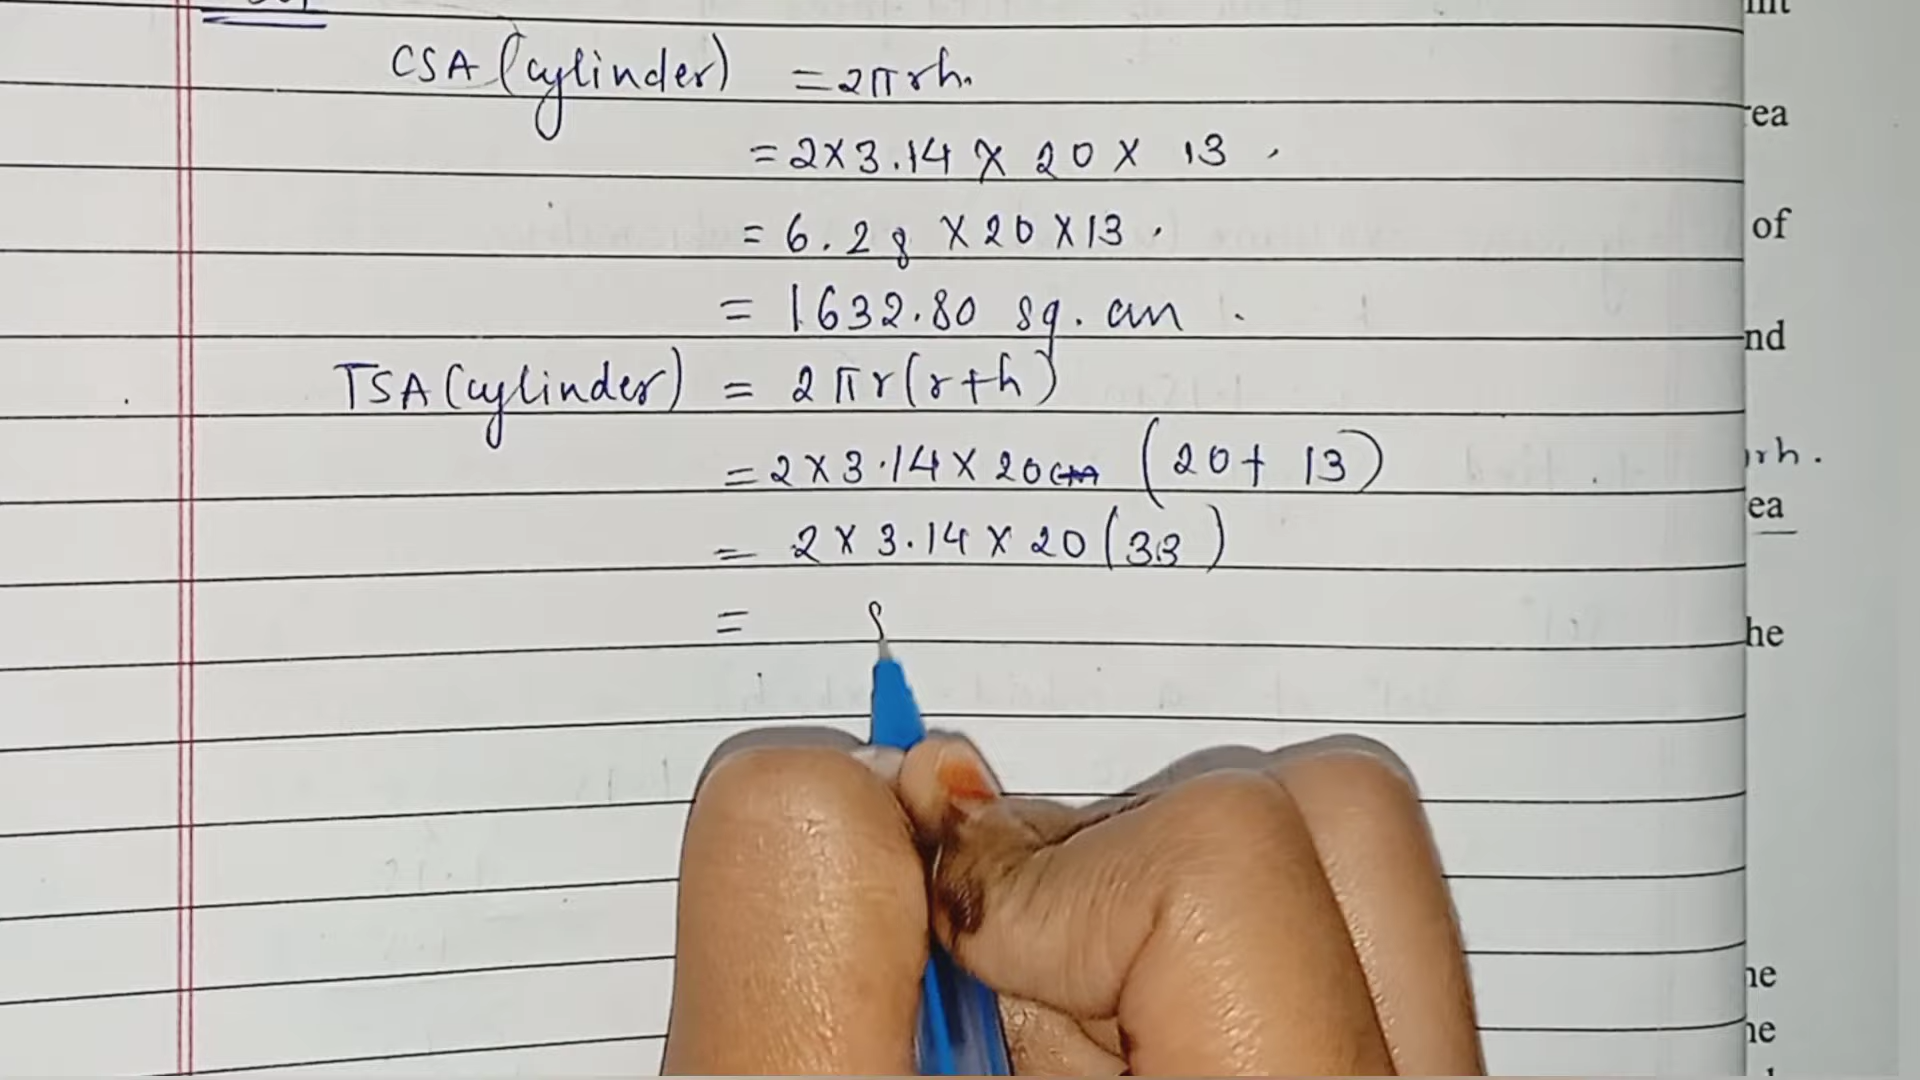 CSA (cylinder) = 2πrh.
= 2 × 3.14 × 20 × 13.
= 6.28 × 20 × 13.
= 1632.80 sq. cm.
TSA (cylinder) = 2πr(r+h)
= 2 × 3.14 × 20cm (20 + 13)
= 2 × 3.14 × 20 (33)
=
rea
of
nd
rh.
ea
he
he
he